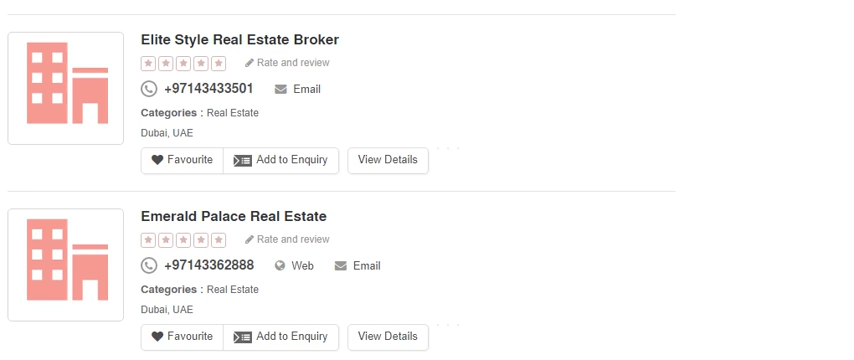 Elite Style Real Estate Broker
Rate and review
+97143433501 Email
Categories : Real Estate
Dubai, UAE
Favourite Add to Enquiry View Details
Emerald Palace Real Estate
Rate and review
+97143362888 Web Email
Categories : Real Estate
Dubai, UAE
Favourite Add to Enquiry View Details